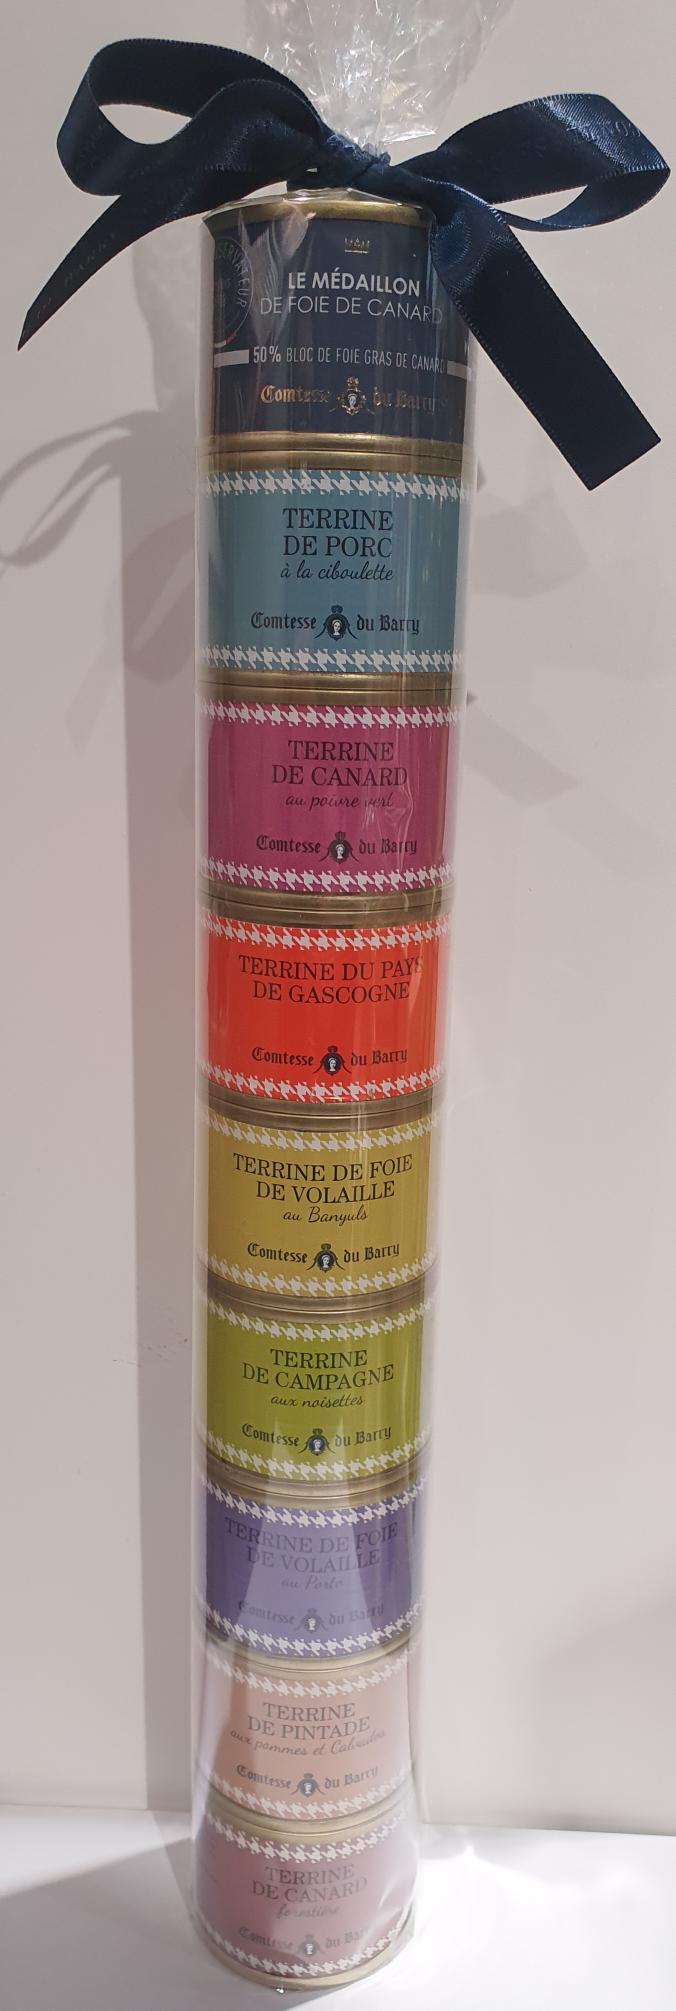 LE MÉDAILLON
DE FOIE DE CANARD
50% BLOC DE FOIE GRAS DE CANARD
Comtesse du Barry
TERRINE
DE PORC
à la ciboulette
Comtesse du Barry
TERRINE
DE CANARD
au poivre vert
Comtesse du Barry
TERRINE DU PAYS
DE GASCOGNE
Comtesse du Barry
TERRINE DE FOIE
DE VOLAILLE
au Banyuls
Comtesse du Barry
TERRINE
DE CAMPAGNE
aux noisettes
Comtesse du Barry
TERRINE DE FOIE
DE VOLAILLE
au Porto
Comtesse du Barry
TERRINE
DE PINTADE
aux pommes et Calvados
Comtesse du Barry
TERRINE
DE CANARD
forestière
Comtesse du Bar